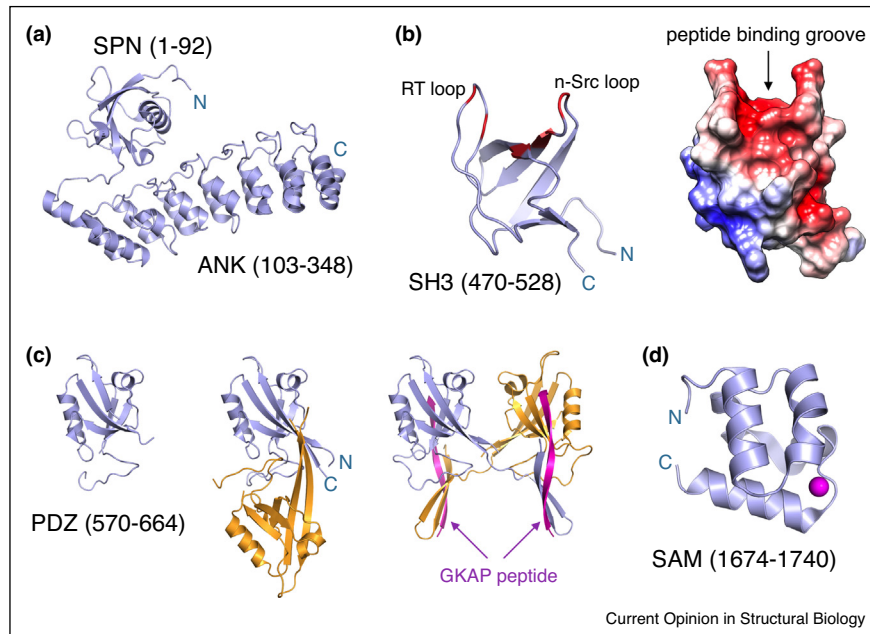 (a)
SPN (1-92)
N
C
ANK (103-348)
(b)
RT loop
n-Src loop
peptide binding groove
N
C
SH3 (470-528)
(c)
PDZ (570-664)
N
C
GKAP peptide
(d)
N
C
SAM (1674-1740)
Current Opinion in Structural Biology